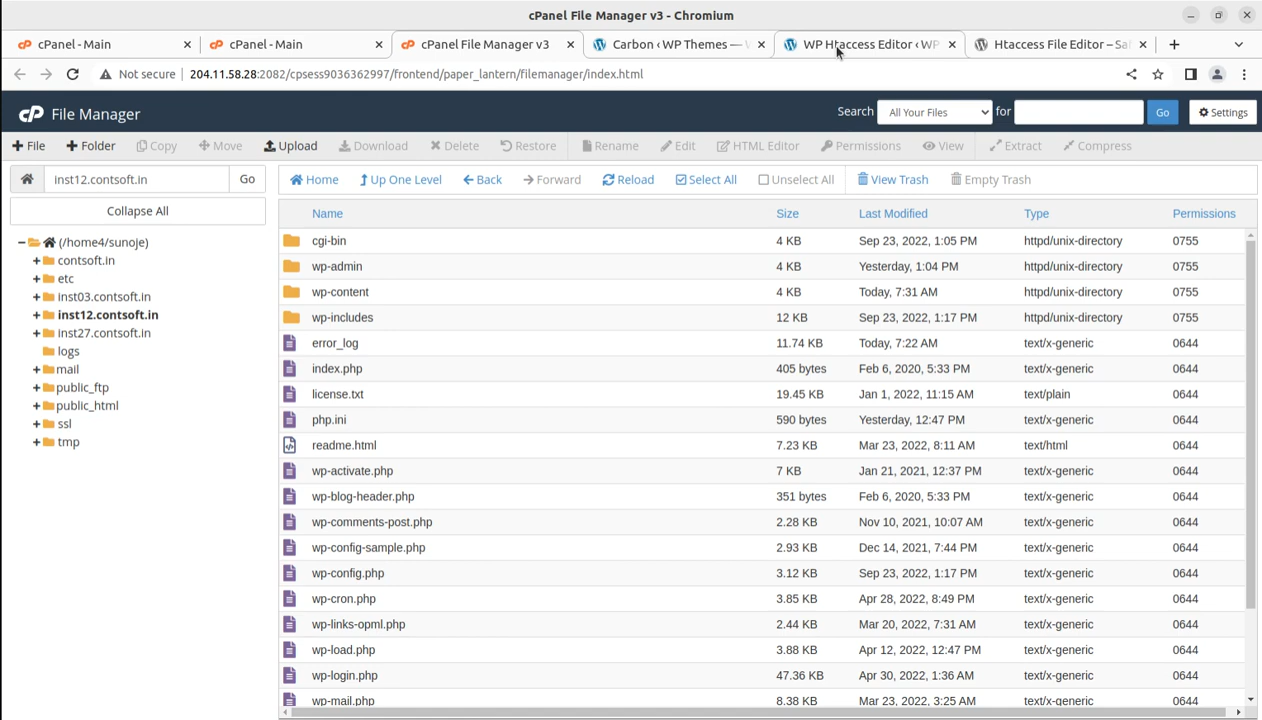 cPanel File Manager v3 - Chromium
cPanel - Main
cPanel - Main
cPanel File Manager v3
Carbon ‹ WP Themes —
WP Htaccess Editor ‹ WP
Htaccess File Editor – Sa
Not secure
204.11.58.28:2082/cpsess9036362997/frontend/paper_lantern/filemanager/index.html
cP File Manager
Search All Your Files for Go Settings
File Folder Copy Move Upload Download Delete Restore Rename Edit HTML Editor Permissions View Extract Compress
inst12.contsoft.in Go
Home Up One Level Back Forward Reload Select All Unselect All View Trash Empty Trash
Collapse All
(/home4/sunoje)
contsoft.in
etc
inst03.contsoft.in
inst12.contsoft.in
inst27.contsoft.in
logs
mail
public_ftp
public_html
ssl
tmp
Name Size Last Modified Type Permissions
cgi-bin 4 KB Sep 23, 2022, 1:05 PM httpd/unix-directory 0755
wp-admin 4 KB Yesterday, 1:04 PM httpd/unix-directory 0755
wp-content 4 KB Today, 7:31 AM httpd/unix-directory 0755
wp-includes 12 KB Sep 23, 2022, 1:17 PM httpd/unix-directory 0755
error_log 11.74 KB Today, 7:22 AM text/x-generic 0644
index.php 405 bytes Feb 6, 2020, 5:33 PM text/x-generic 0644
license.txt 19.45 KB Jan 1, 2022, 11:15 AM text/plain 0644
php.ini 590 bytes Yesterday, 12:47 PM text/x-generic 0644
readme.html 7.23 KB Mar 23, 2022, 8:11 AM text/html 0644
wp-activate.php 7 KB Jan 21, 2021, 12:37 PM text/x-generic 0644
wp-blog-header.php 351 bytes Feb 6, 2020, 5:33 PM text/x-generic 0644
wp-comments-post.php 2.28 KB Nov 10, 2021, 10:07 AM text/x-generic 0644
wp-config-sample.php 2.93 KB Dec 14, 2021, 7:44 PM text/x-generic 0644
wp-config.php 3.12 KB Sep 23, 2022, 1:17 PM text/x-generic 0644
wp-cron.php 3.85 KB Apr 28, 2022, 8:49 PM text/x-generic 0644
wp-links-opml.php 2.44 KB Mar 20, 2022, 7:31 AM text/x-generic 0644
wp-load.php 3.88 KB Apr 12, 2022, 12:47 PM text/x-generic 0644
wp-login.php 47.36 KB Apr 30, 2022, 1:36 AM text/x-generic 0644
wp-mail.php 8.38 KB Mar 23, 2022, 3:25 AM text/x-generic 0644